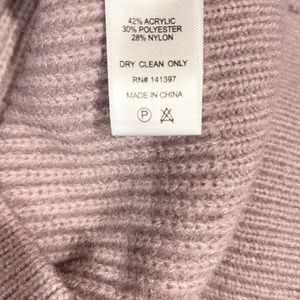 42% ACRYLIC
30% POLYESTER
28% NYLON
DRY CLEAN ONLY
RN# 141397
MADE IN CHINA
P